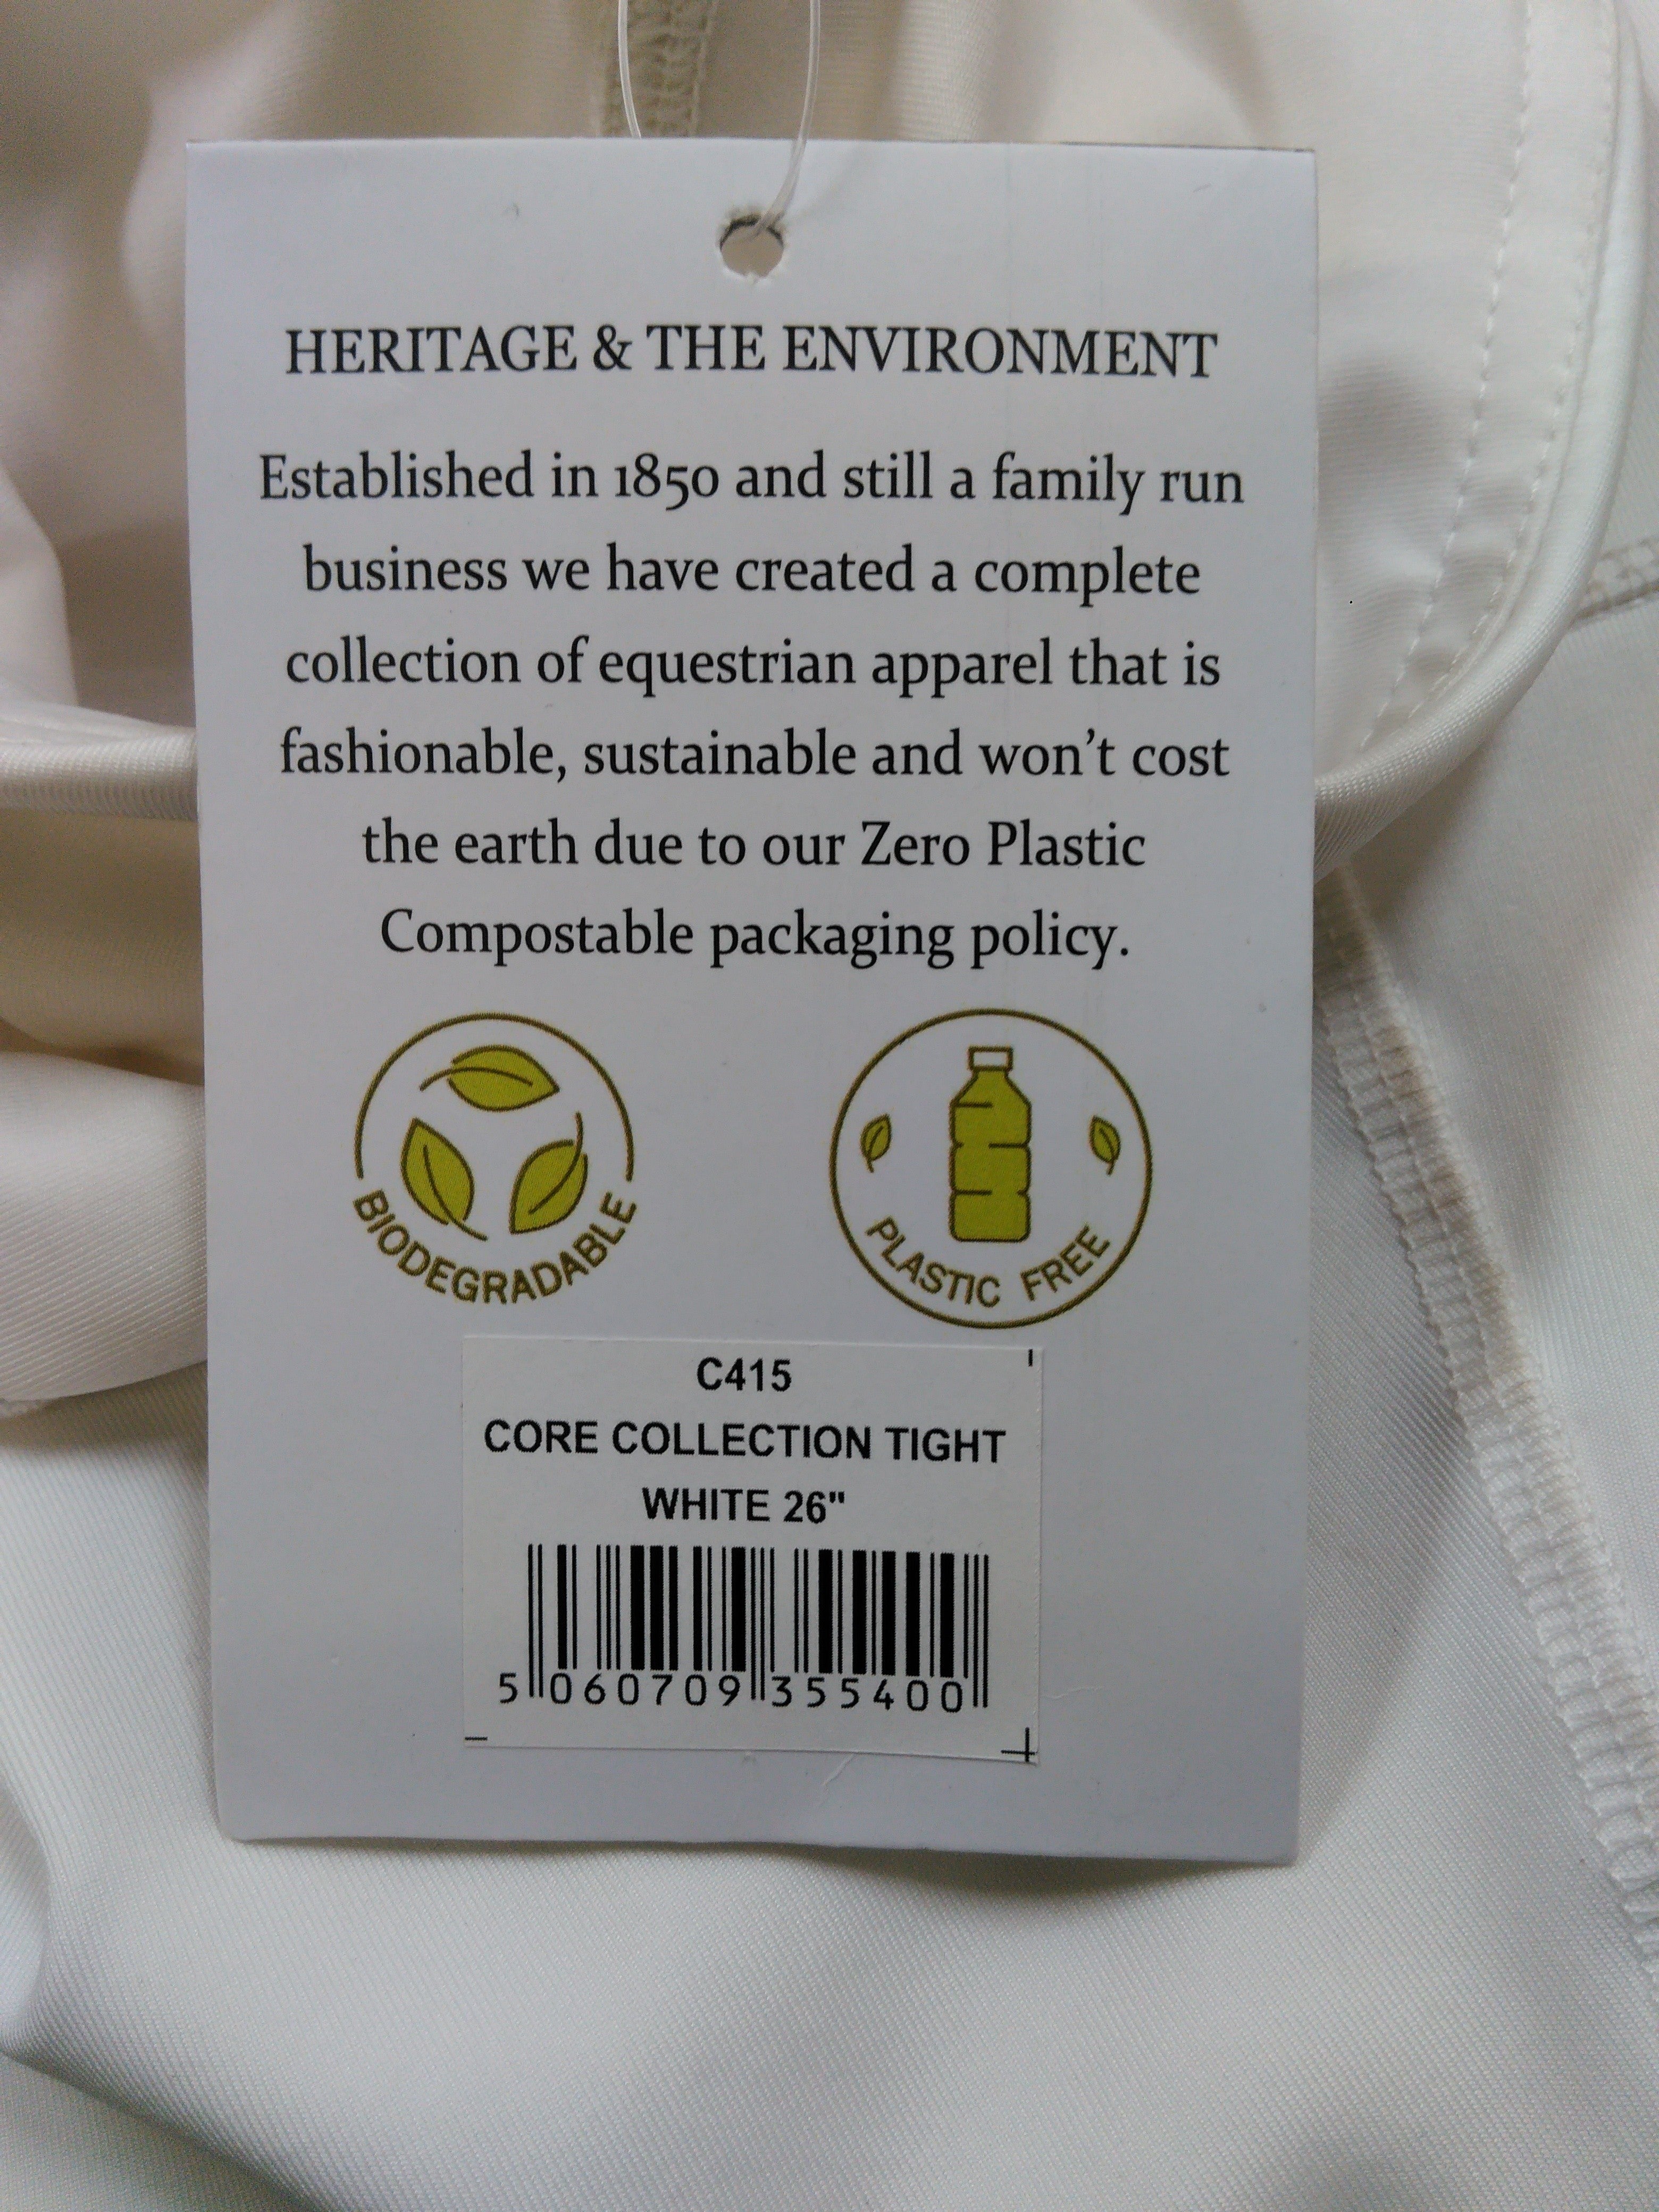 HERITAGE & THE ENVIRONMENT
Established in 1850 and still a family run
business we have created a complete
collection of equestrian apparel that is
fashionable, sustainable and won't cost
the earth due to our Zero Plastic
Compostable packaging policy.
BIODEGRADABLE
PLASTIC FREE
C415
CORE COLLECTION TIGHT
WHITE 26"
5 060709 355400